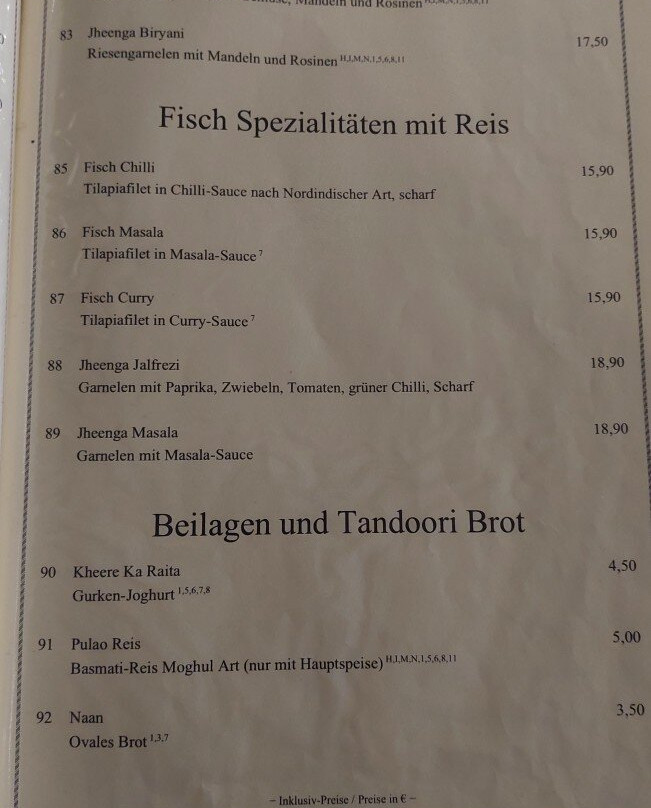 Mandeln und Rosinen
83 Jheenga Biryani 17,50
Riesengarnelen mit Mandeln und Rosinen H,I,M,N,1,5,6,8,11
Fisch Spezialitäten mit Reis
85 Fisch Chilli 15,90
Tilapiafilet in Chilli-Sauce nach Nordindischer Art, scharf
86 Fisch Masala 15,90
Tilapiafilet in Masala-Sauce 7
87 Fisch Curry 15,90
Tilapiafilet in Curry-Sauce 7
88 Jheenga Jalfrezi 18,90
Garnelen mit Paprika, Zwiebeln, Tomaten, grüner Chilli, Scharf
89 Jheenga Masala 18,90
Garnelen mit Masala-Sauce
Beilagen und Tandoori Brot
90 Kheere Ka Raita 4,50
Gurken-Joghurt 1,5,6,7,8
91 Pulao Reis 5,00
Basmati-Reis Moghul Art (nur mit Hauptspeise) H,I,M,N,1,5,6,8,11
92 Naan 3,50
Ovales Brot 1,3,7
– Inklusiv-Preise / Preise in € –